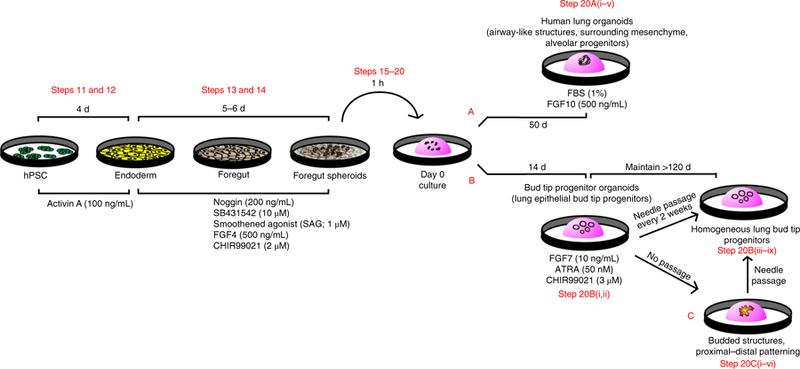 Step 20A(i–v)
Human lung organoids
(airway-like structures, surrounding mesenchyme,
alveolar progenitors)
Steps 15–20
1 h
Steps 11 and 12
Steps 13 and 14
4 d
5–6 d
FBS (1%)
FGF10 (500 ng/mL)
A
50 d
hPSC
Endoderm
Foregut
Foregut spheroids
Day 0
culture
Activin A (100 ng/mL)
Noggin (200 ng/mL)
SB431542 (10 μM)
Smoothened agonist (SAG; 1 μM)
FGF4 (500 ng/mL)
CHIR99021 (2 μM)
B
14 d
Maintain >120 d
Bud tip progenitor organoids
(lung epithelial bud tip progenitors)
Needle passage
every 2 weeks
Homogeneous lung bud tip
progenitors
Step 20B(iii–ix)
FGF7 (10 ng/mL)
ATRA (50 nM)
CHIR99021 (3 μM)
Step 20B(i,ii)
No passage
Needle
passage
C
Budded structures,
proximal–distal patterning
Step 20C(i–vi)